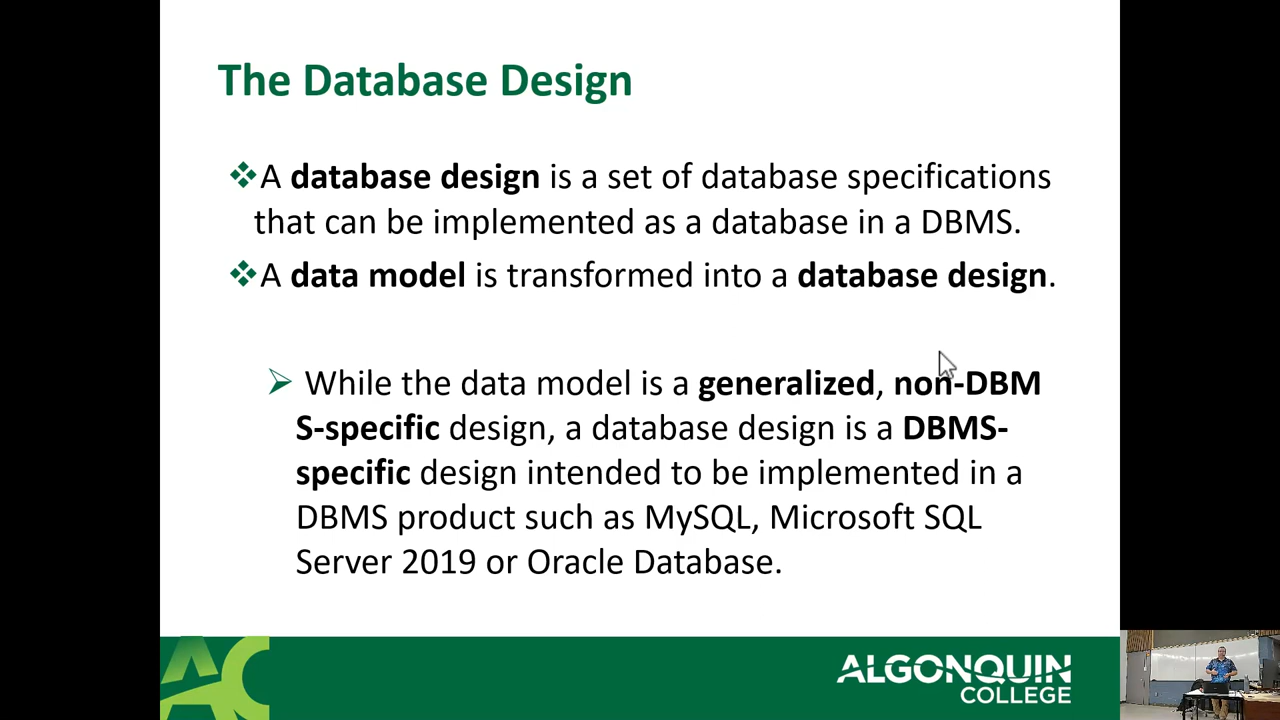 The Database Design
❖A database design is a set of database specifications
that can be implemented as a database in a DBMS.
❖A data model is transformed into a database design.
➢ While the data model is a generalized, non-DBM
S-specific design, a database design is a DBMS-
specific design intended to be implemented in a
DBMS product such as MySQL, Microsoft SQL
Server 2019 or Oracle Database.
AC
ALGONQUIN
COLLEGE